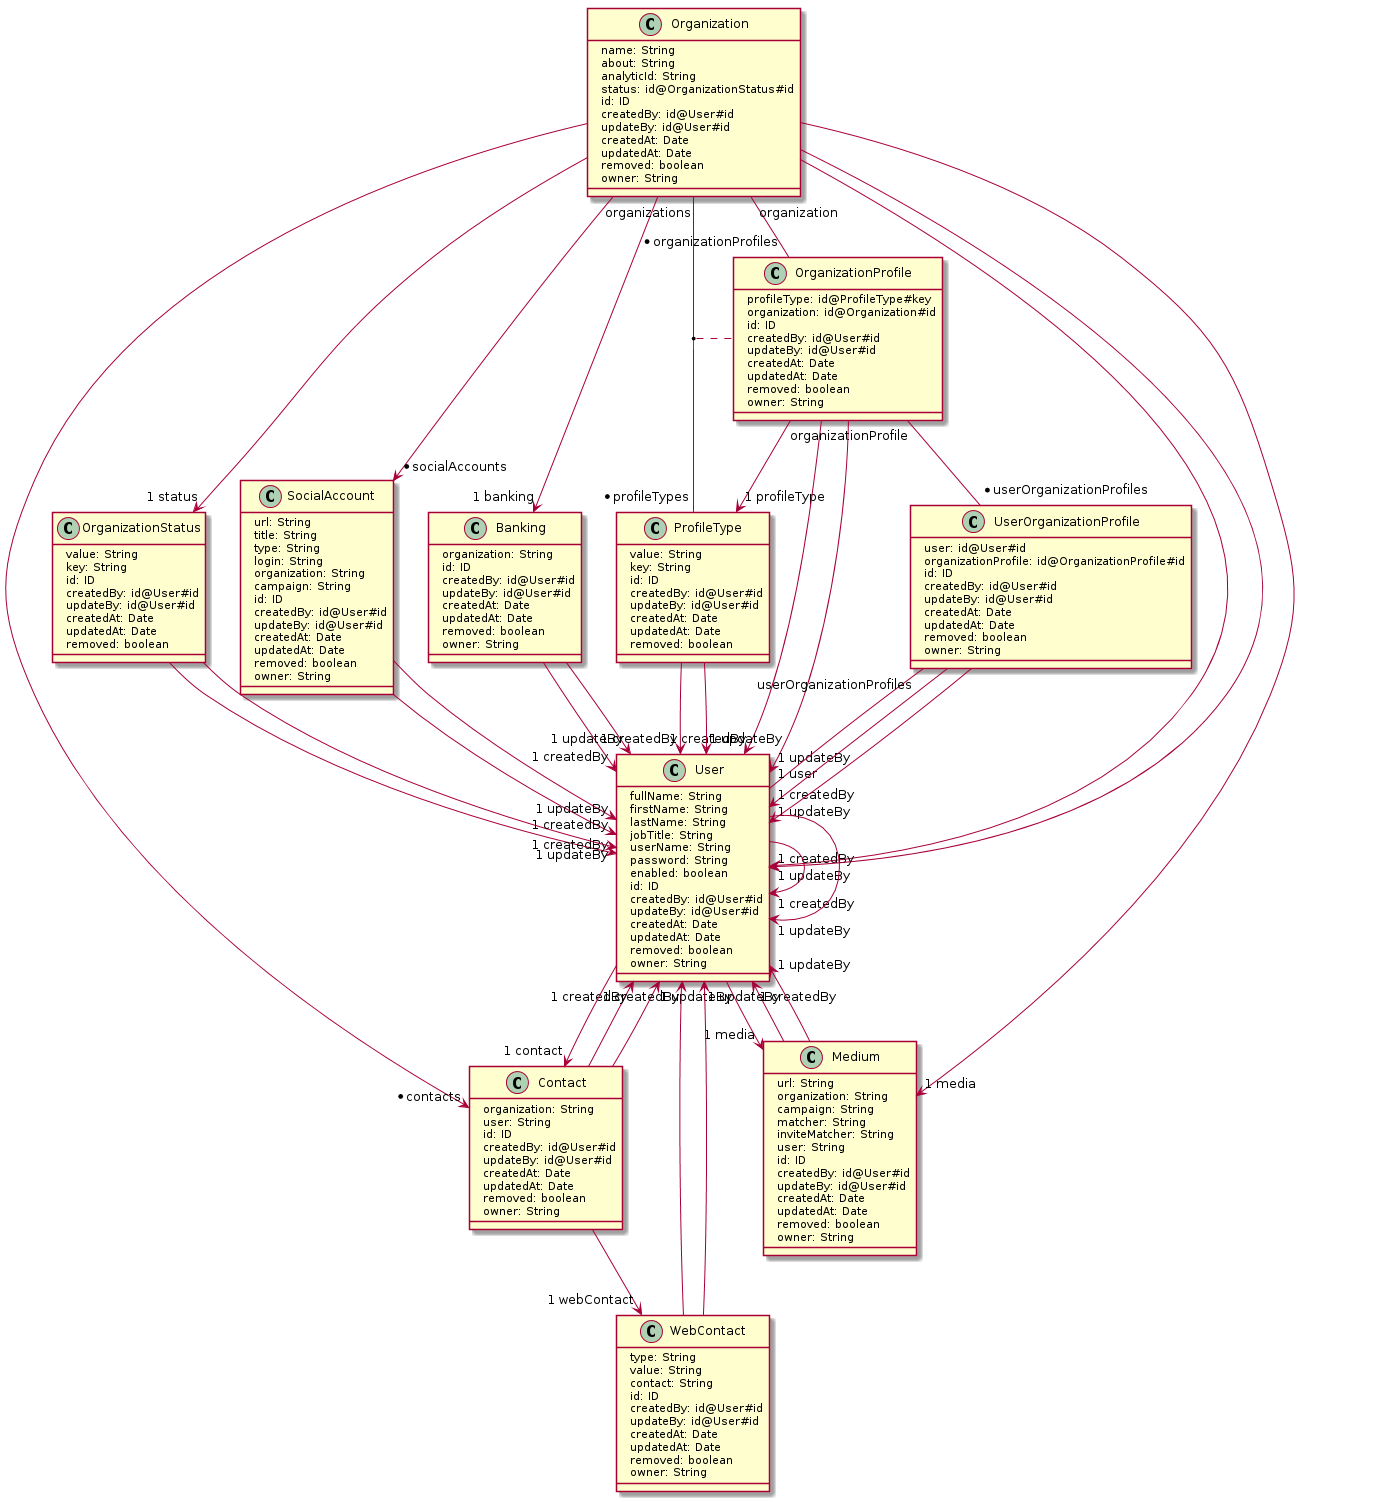 C Organization
name: String
about: String
analyticId: String
status: id@OrganizationStatus#id
id: ID
createdBy: id@User#id
updateBy: id@User#id
createdAt: Date
updatedAt: Date
removed: boolean
owner: String
organizations
organization
* organizationProfiles
C OrganizationProfile
profileType: id@ProfileType#key
organization: id@Organization#id
id: ID
createdBy: id@User#id
updateBy: id@User#id
createdAt: Date
updatedAt: Date
removed: boolean
owner: String
organizationProfile
* socialAccounts
1 status
1 banking
* profileTypes
1 profileType
* userOrganizationProfiles
C OrganizationStatus
value: String
key: String
id: ID
createdBy: id@User#id
updateBy: id@User#id
createdAt: Date
updatedAt: Date
removed: boolean
C SocialAccount
url: String
title: String
type: String
login: String
organization: String
campaign: String
id: ID
createdBy: id@User#id
updateBy: id@User#id
createdAt: Date
updatedAt: Date
removed: boolean
owner: String
C Banking
organization: String
id: ID
createdBy: id@User#id
updateBy: id@User#id
createdAt: Date
updatedAt: Date
removed: boolean
owner: String
C ProfileType
value: String
key: String
id: ID
createdBy: id@User#id
updateBy: id@User#id
createdAt: Date
updatedAt: Date
removed: boolean
C UserOrganizationProfile
user: id@User#id
organizationProfile: id@OrganizationProfile#id
id: ID
createdBy: id@User#id
updateBy: id@User#id
createdAt: Date
updatedAt: Date
removed: boolean
owner: String
userOrganizationProfiles
1 updateBy
1 createdBy
1 createdBy
1 updateBy
1 createdBy
1 updateBy
1 user
1 createdBy
1 updateBy
1 updateBy
1 createdBy
1 createdBy
1 updateBy
1 createdBy
1 updateBy
1 createdBy
1 updateBy
C User
fullName: String
firstName: String
lastName: String
jobTitle: String
userName: String
password: String
enabled: boolean
id: ID
createdBy: id@User#id
updateBy: id@User#id
createdAt: Date
updatedAt: Date
removed: boolean
owner: String
1 updateBy
1 createdBy
1 createdBy
1 updateBy
1 updateBy
1 createdBy
1 media
1 contact
1 media
* contacts
C Contact
organization: String
user: String
id: ID
createdBy: id@User#id
updateBy: id@User#id
createdAt: Date
updatedAt: Date
removed: boolean
owner: String
C Medium
url: String
organization: String
campaign: String
matcher: String
inviteMatcher: String
user: String
id: ID
createdBy: id@User#id
updateBy: id@User#id
createdAt: Date
updatedAt: Date
removed: boolean
owner: String
1 webContact
C WebContact
type: String
value: String
contact: String
id: ID
createdBy: id@User#id
updateBy: id@User#id
createdAt: Date
updatedAt: Date
removed: boolean
owner: String